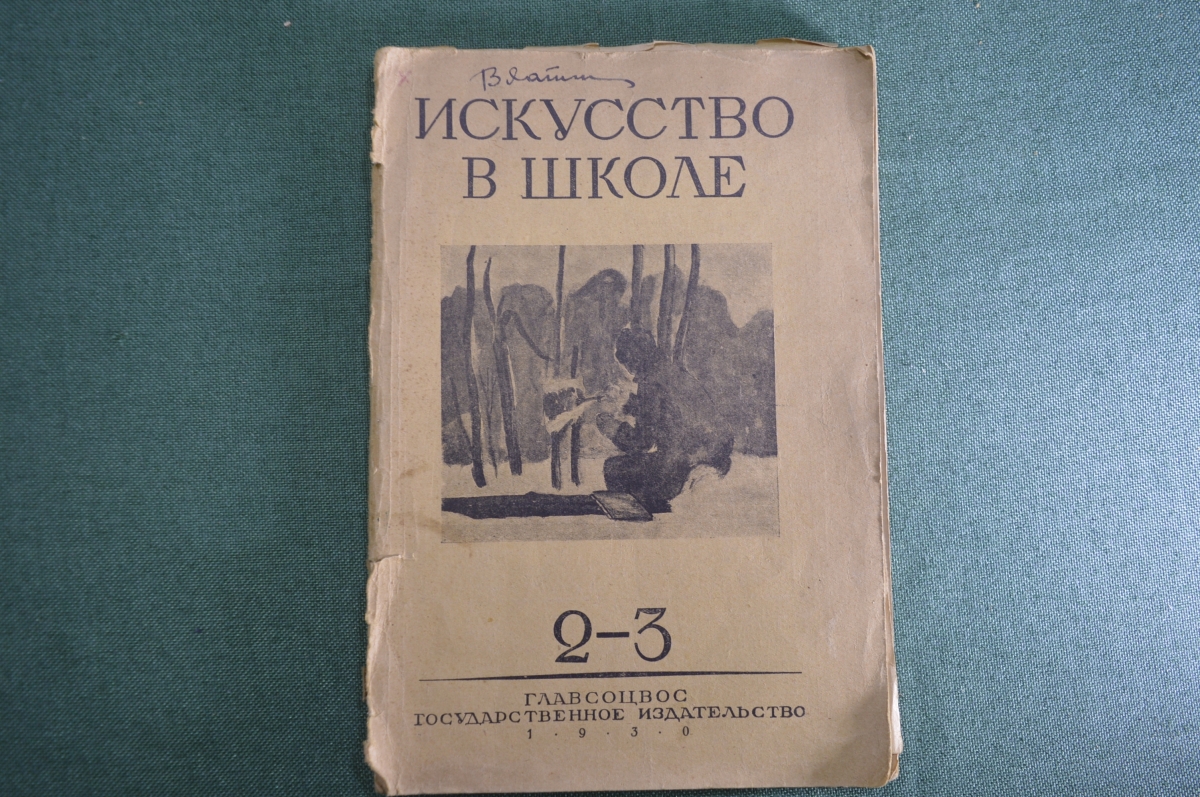 ИСКУССТВО
В ШКОЛЕ
2–3
ГЛАВСОЦВОС
ГОСУДАРСТВЕННОЕ ИЗДАТЕЛЬСТВО
1 · 9 · 3 · 0